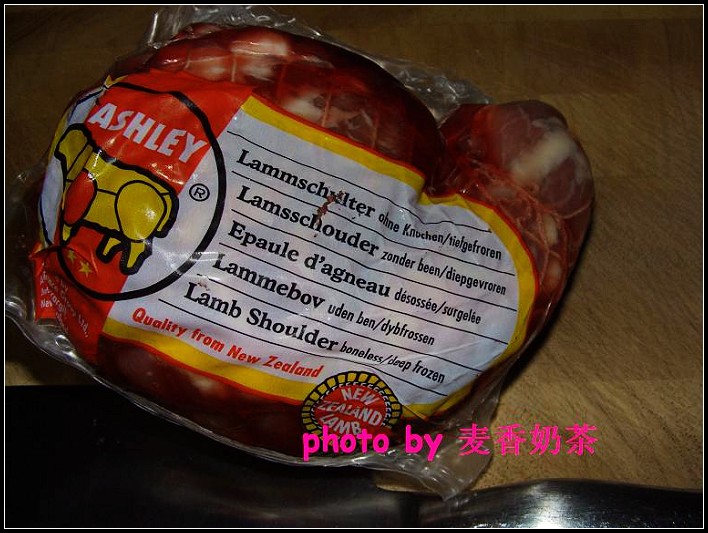 ASHLEY
®
Lammschulter ohne Knochen/tiefgefroren
Lamsschouder zonder been/diepgevroren
Epaule d'agneau désossée/surgelée
Lammebov uden ben/dybfrossen
Lamb Shoulder boneless/deep frozen
Quality from New Zealand
NEW
ZEALAND
LAMB
photo by 麦香奶茶